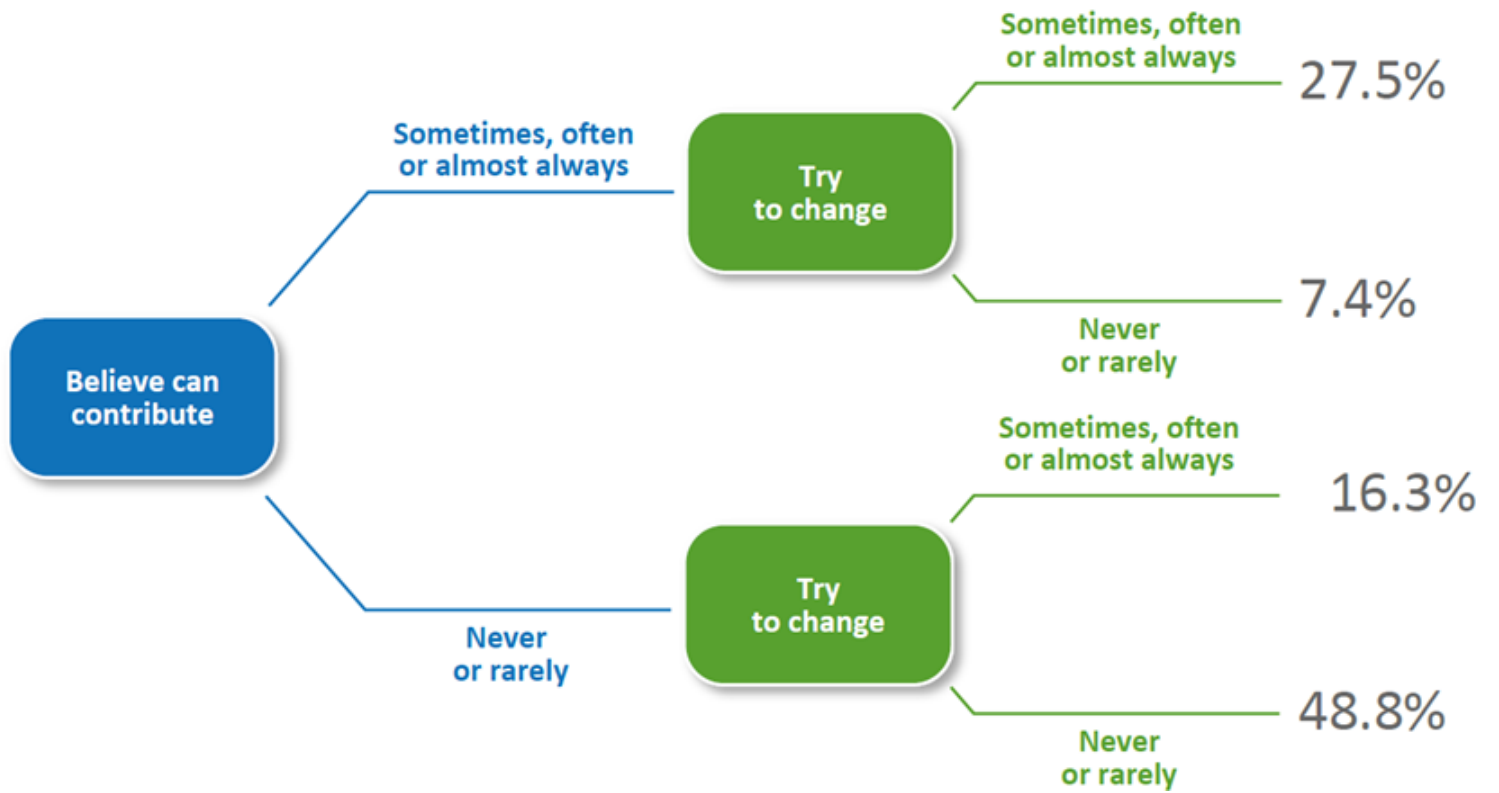 Sometimes, often
or almost always
27.5%
Sometimes, often
or almost always
Try
to change
7.4%
Never
or rarely
Believe can
contribute
Sometimes, often
or almost always
16.3%
Try
to change
Never
or rarely
48.8%
Never
or rarely